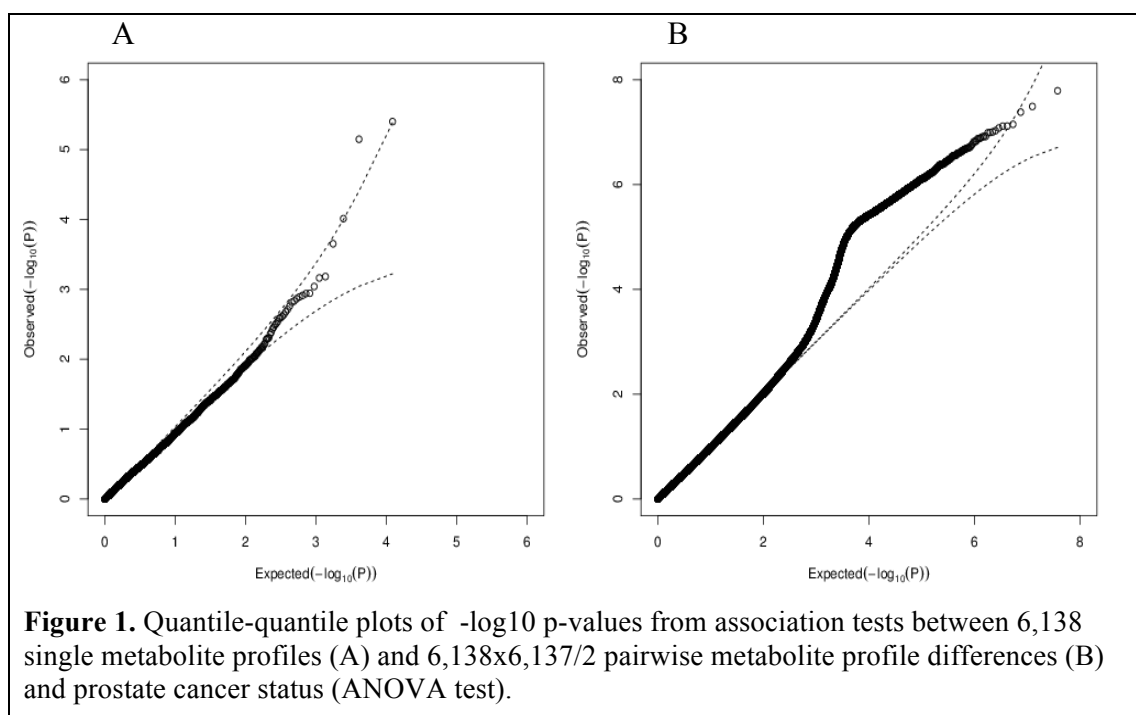 A
B
6
5
4
3
2
1
0
Observed(-log10(P))
0 1 2 3 4 5 6
Expected(-log10(P))
8
6
4
2
0
Observed(-log10(P))
0 2 4 6 8
Expected(-log10(P))
Figure 1. Quantile-quantile plots of -log10 p-values from association tests between 6,138
single metabolite profiles (A) and 6,138x6,137/2 pairwise metabolite profile differences (B)
and prostate cancer status (ANOVA test).